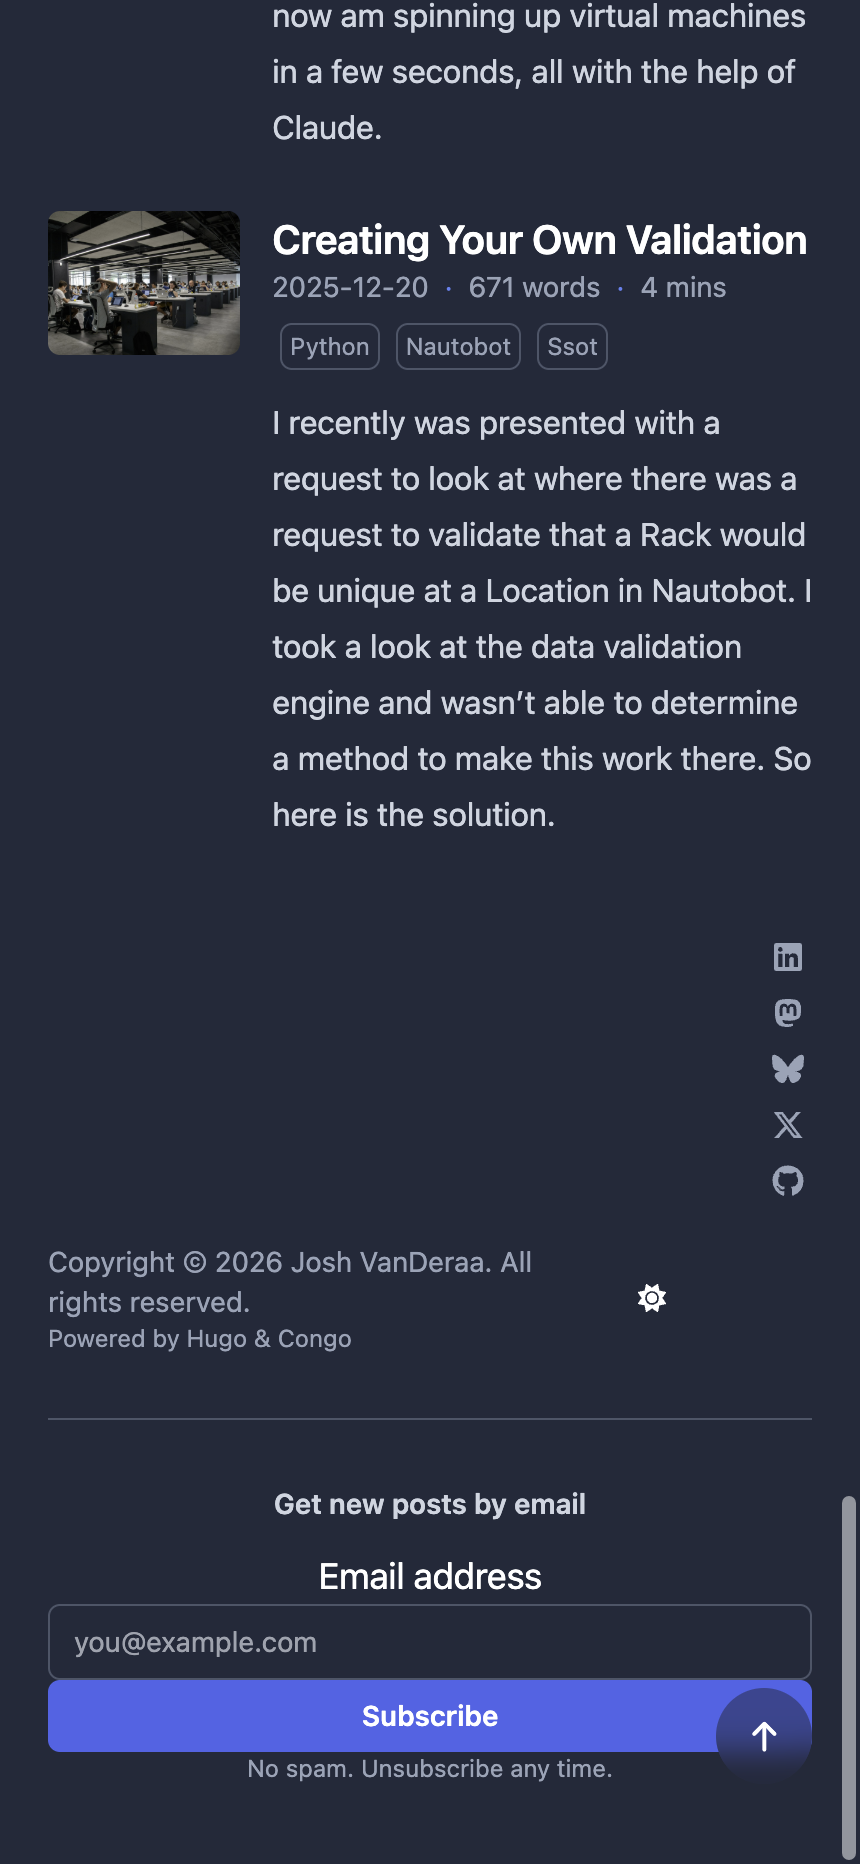 now am spinning up virtual machines
in a few seconds, all with the help of
Claude.
Creating Your Own Validation
2025-12-20 · 671 words · 4 mins
Python Nautobot Ssot
I recently was presented with a
request to look at where there was a
request to validate that a Rack would
be unique at a Location in Nautobot. I
took a look at the data validation
engine and wasn’t able to determine
a method to make this work there. So
here is the solution.
Copyright © 2026 Josh VanDeraa. All
rights reserved.
Powered by Hugo & Congo
Get new posts by email
Email address
you@example.com
Subscribe
No spam. Unsubscribe any time.